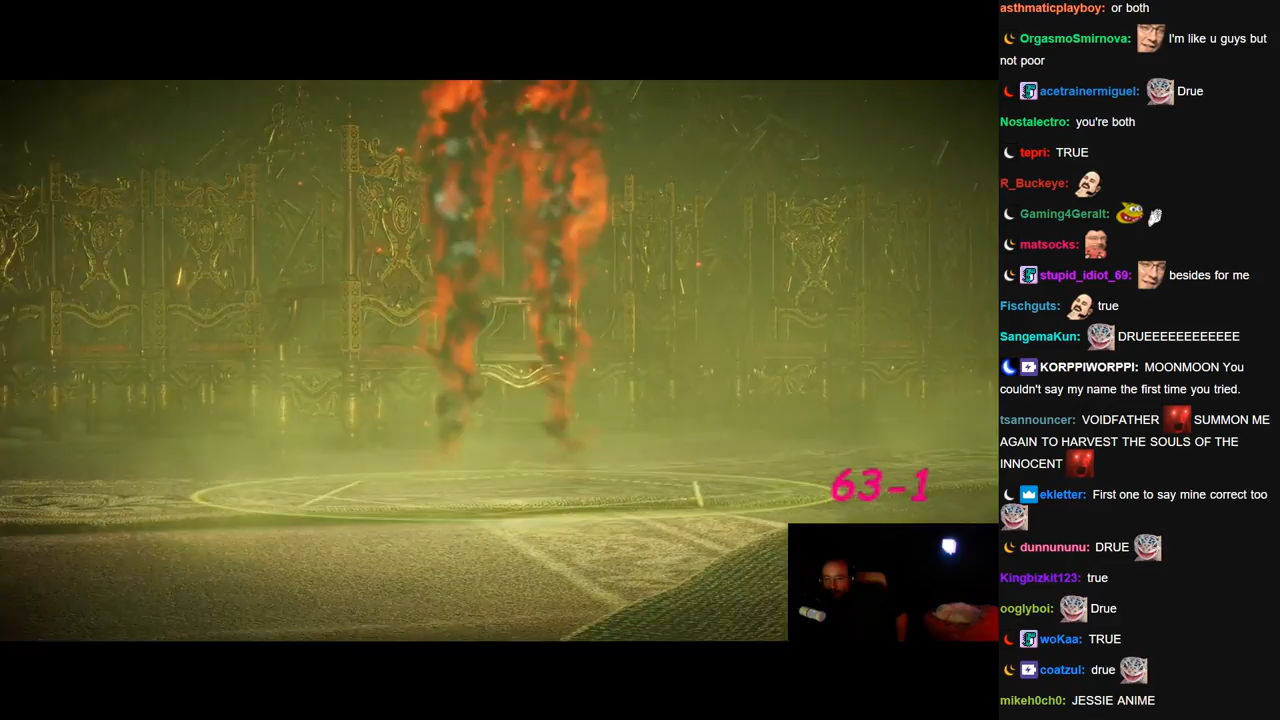 asthmaticplayboy: or both
OrgasmoSmirnova: I'm like u guys but
not poor
acetrainermiguel: Drue
Nostalectro: you're both
tepri: TRUE
R_Buckeye:
Gaming4Geralt:
matsocks:
stupid_idiot_69: besides for me
Fischguts: true
SangemaKun: DRUEEEEEEEEEEEE
KORPPIWORPPI: MOONMOON You
couldn't say my name the first time you tried.
tsannouncer: VOIDFATHER SUMMON ME
AGAIN TO HARVEST THE SOULS OF THE
INNOCENT
63-1
ekletter: First one to say mine correct too
dunnununu: DRUE
Kingbizkit123: true
ooglyboi: Drue
woKaa: TRUE
coatzul: drue
mikeh0ch0: JESSIE ANIME